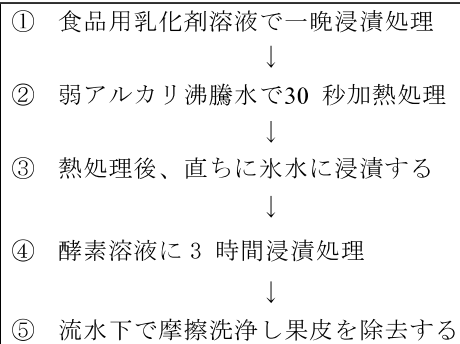 ① 食品用乳化剤溶液で一晩浸漬処理
↓
② 弱アルカリ沸騰水で30 秒加熱処理
↓
③ 熱処理後、直ちに氷水に浸漬する
↓
④ 酵素溶液に 3 時間浸漬処理
↓
⑤ 流水下で摩擦洗浄し果皮を除去する